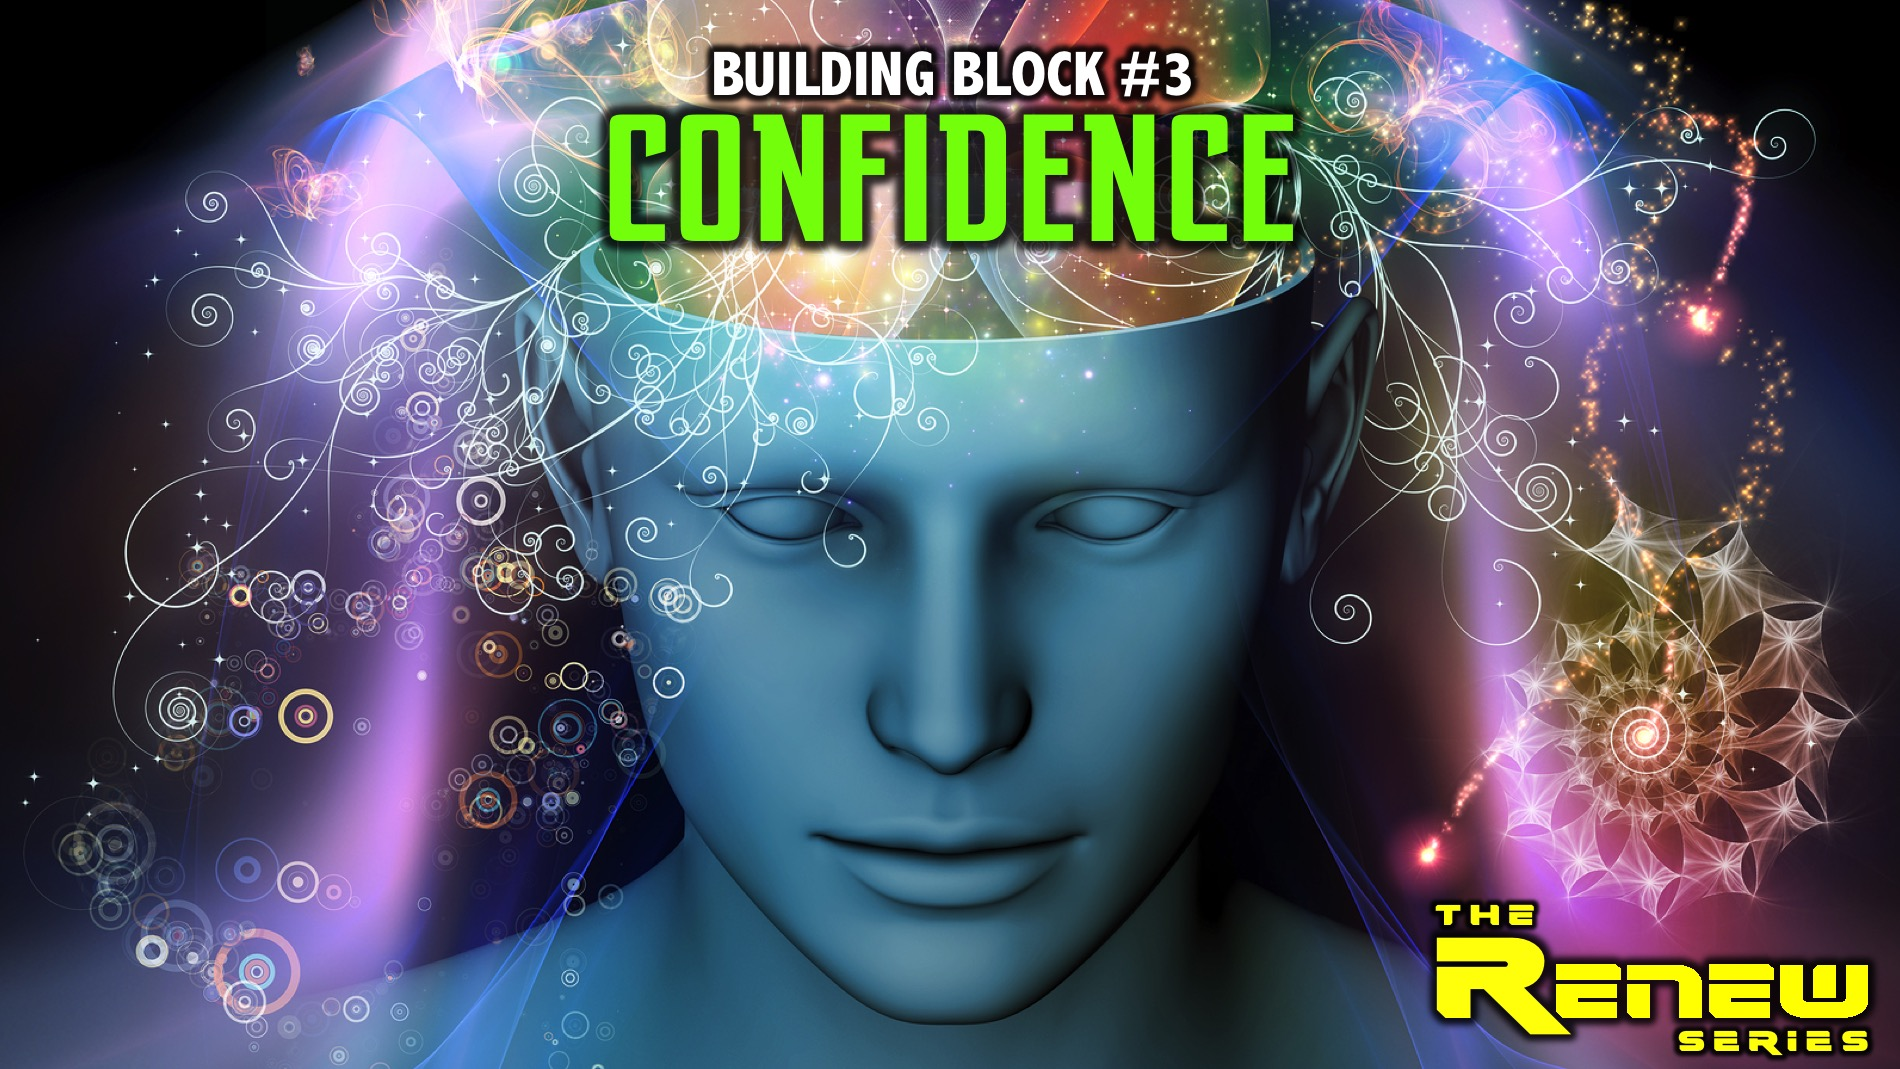 BUILDING BLOCK #3
CONFIDENCE
THE
RENEW
SERIES